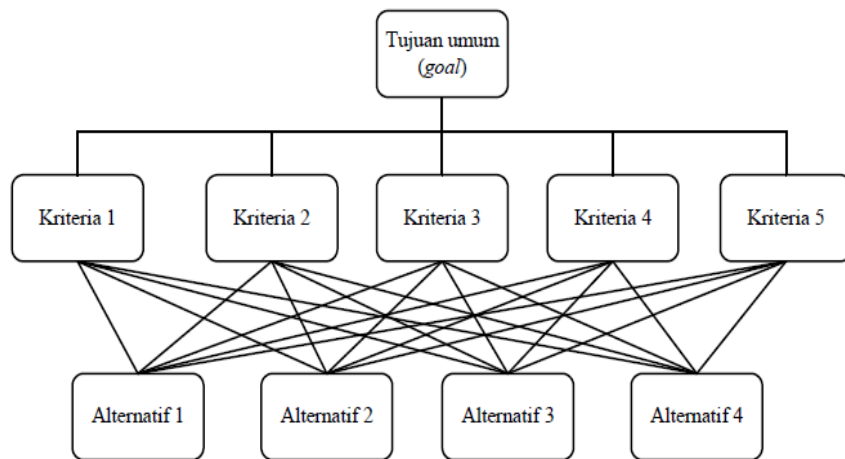 Tujuan umum
(goal)
Kriteria 1
Kriteria 2
Kriteria 3
Kriteria 4
Kriteria 5
Alternatif 1
Alternatif 2
Alternatif 3
Alternatif 4